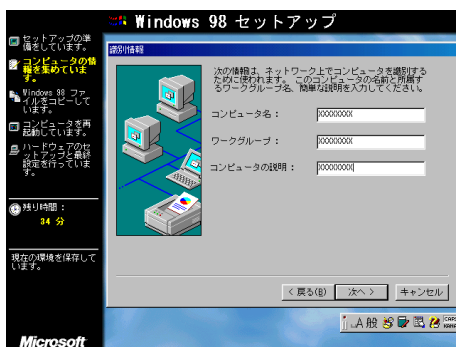 Windows 98 セットアップ
セットアップの準
備をしています。
コンピュータの情
報を集めていま
す。
Windows 98 ファ
イルをコピーして
います。
コンピュータを再
起動しています。
ハードウェアのセ
ットアップと最終
設定を行っていま
す。
残り時間：
34 分
現在の環境を保存して
います。
Microsoft
識別情報
次の情報は、ネットワーク上でコンピュータを識別する
ために使われます。 このコンピュータの名前と所属す
るワークグループ名、簡単な説明を入力してください。
コンピュータ名：
XXXXXXXX
ワークグループ：
XXXXXXXX
コンピュータの説明：
XXXXXXXX
< 戻る(B)
次へ >
キャンセル
A 般
CAPS
KANA